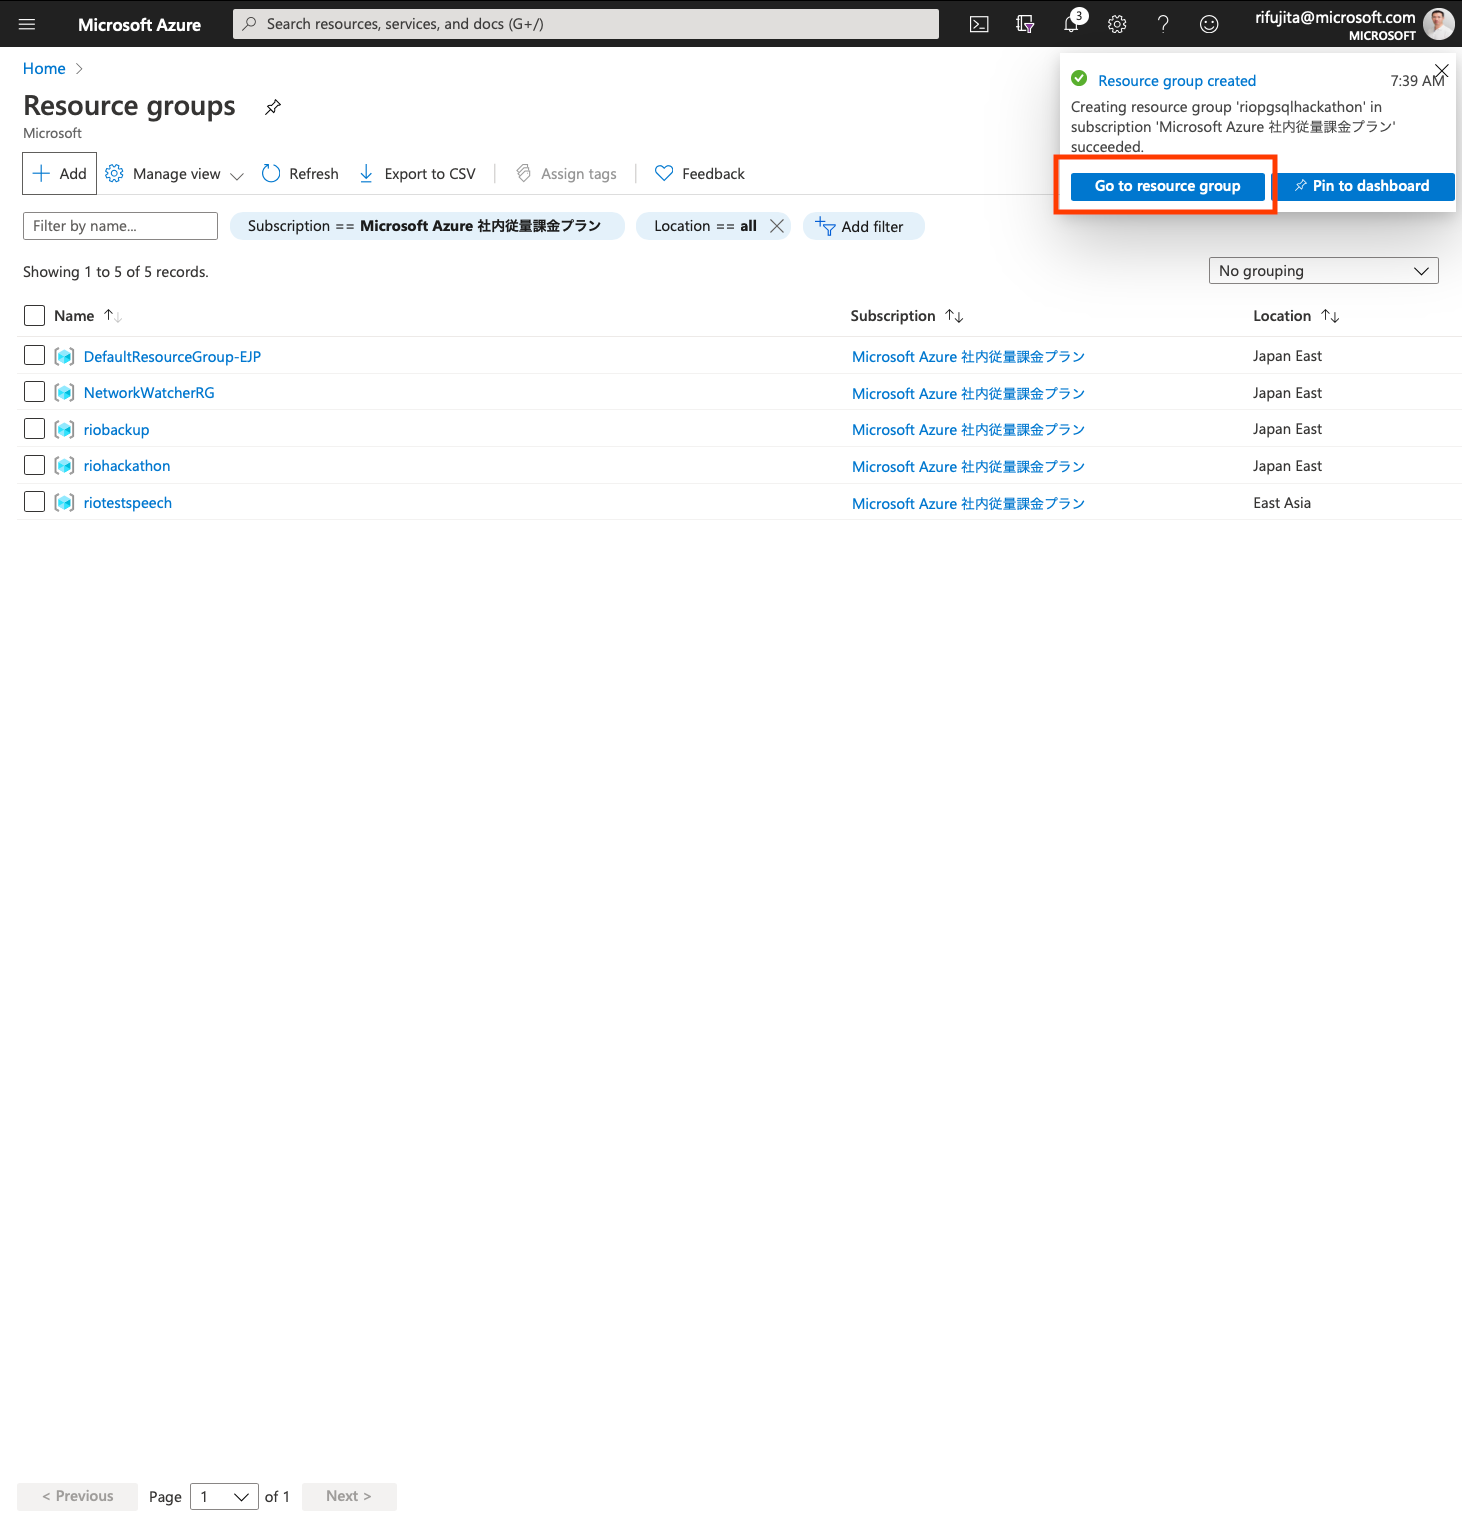 Microsoft Azure
Search resources, services, and docs (G+/)
3
rifujita@microsoft.com
MICROSOFT
Home
Resource groups
Microsoft
Resource group created
7:39 AM
Creating resource group 'riopgsqlhackathon' in
subscription 'Microsoft Azure 社内従量課金プラン'
succeeded.
Go to resource group
Pin to dashboard
Add
Manage view
Refresh
Export to CSV
Assign tags
Feedback
Filter by name...
Subscription == Microsoft Azure 社内従量課金プラン
Location == all
Add filter
Showing 1 to 5 of 5 records.
No grouping
Name
Subscription
Location
DefaultResourceGroup-EJP
Microsoft Azure 社内従量課金プラン
Japan East
NetworkWatcherRG
Microsoft Azure 社内従量課金プラン
Japan East
riobackup
Microsoft Azure 社内従量課金プラン
Japan East
riohackathon
Microsoft Azure 社内従量課金プラン
Japan East
riotestspeech
Microsoft Azure 社内従量課金プラン
East Asia
< Previous
Page
1
of 1
Next >